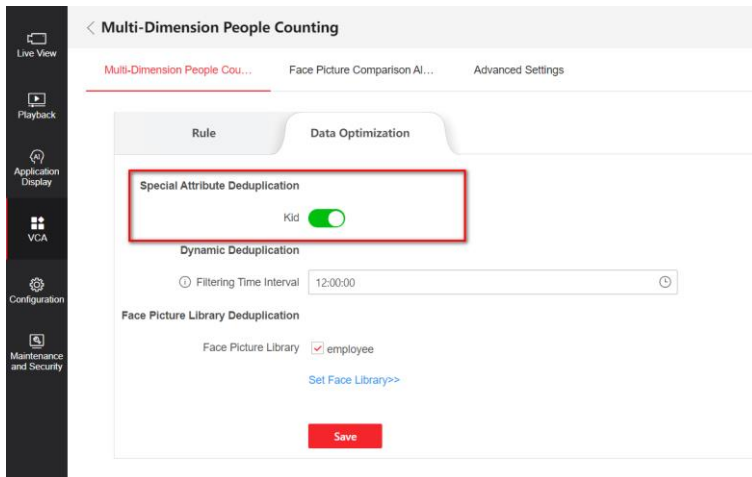 Multi-Dimension People Counting
Live View
Playback
Application
Display
VCA
Configuration
Maintenance
and Security
Multi-Dimension People Cou... Face Picture Comparison Al... Advanced Settings
Rule Data Optimization
Special Attribute Deduplication
Kid
Dynamic Deduplication
Filtering Time Interval 12:00:00
Face Picture Library Deduplication
Face Picture Library employee
Set Face Library>>
Save